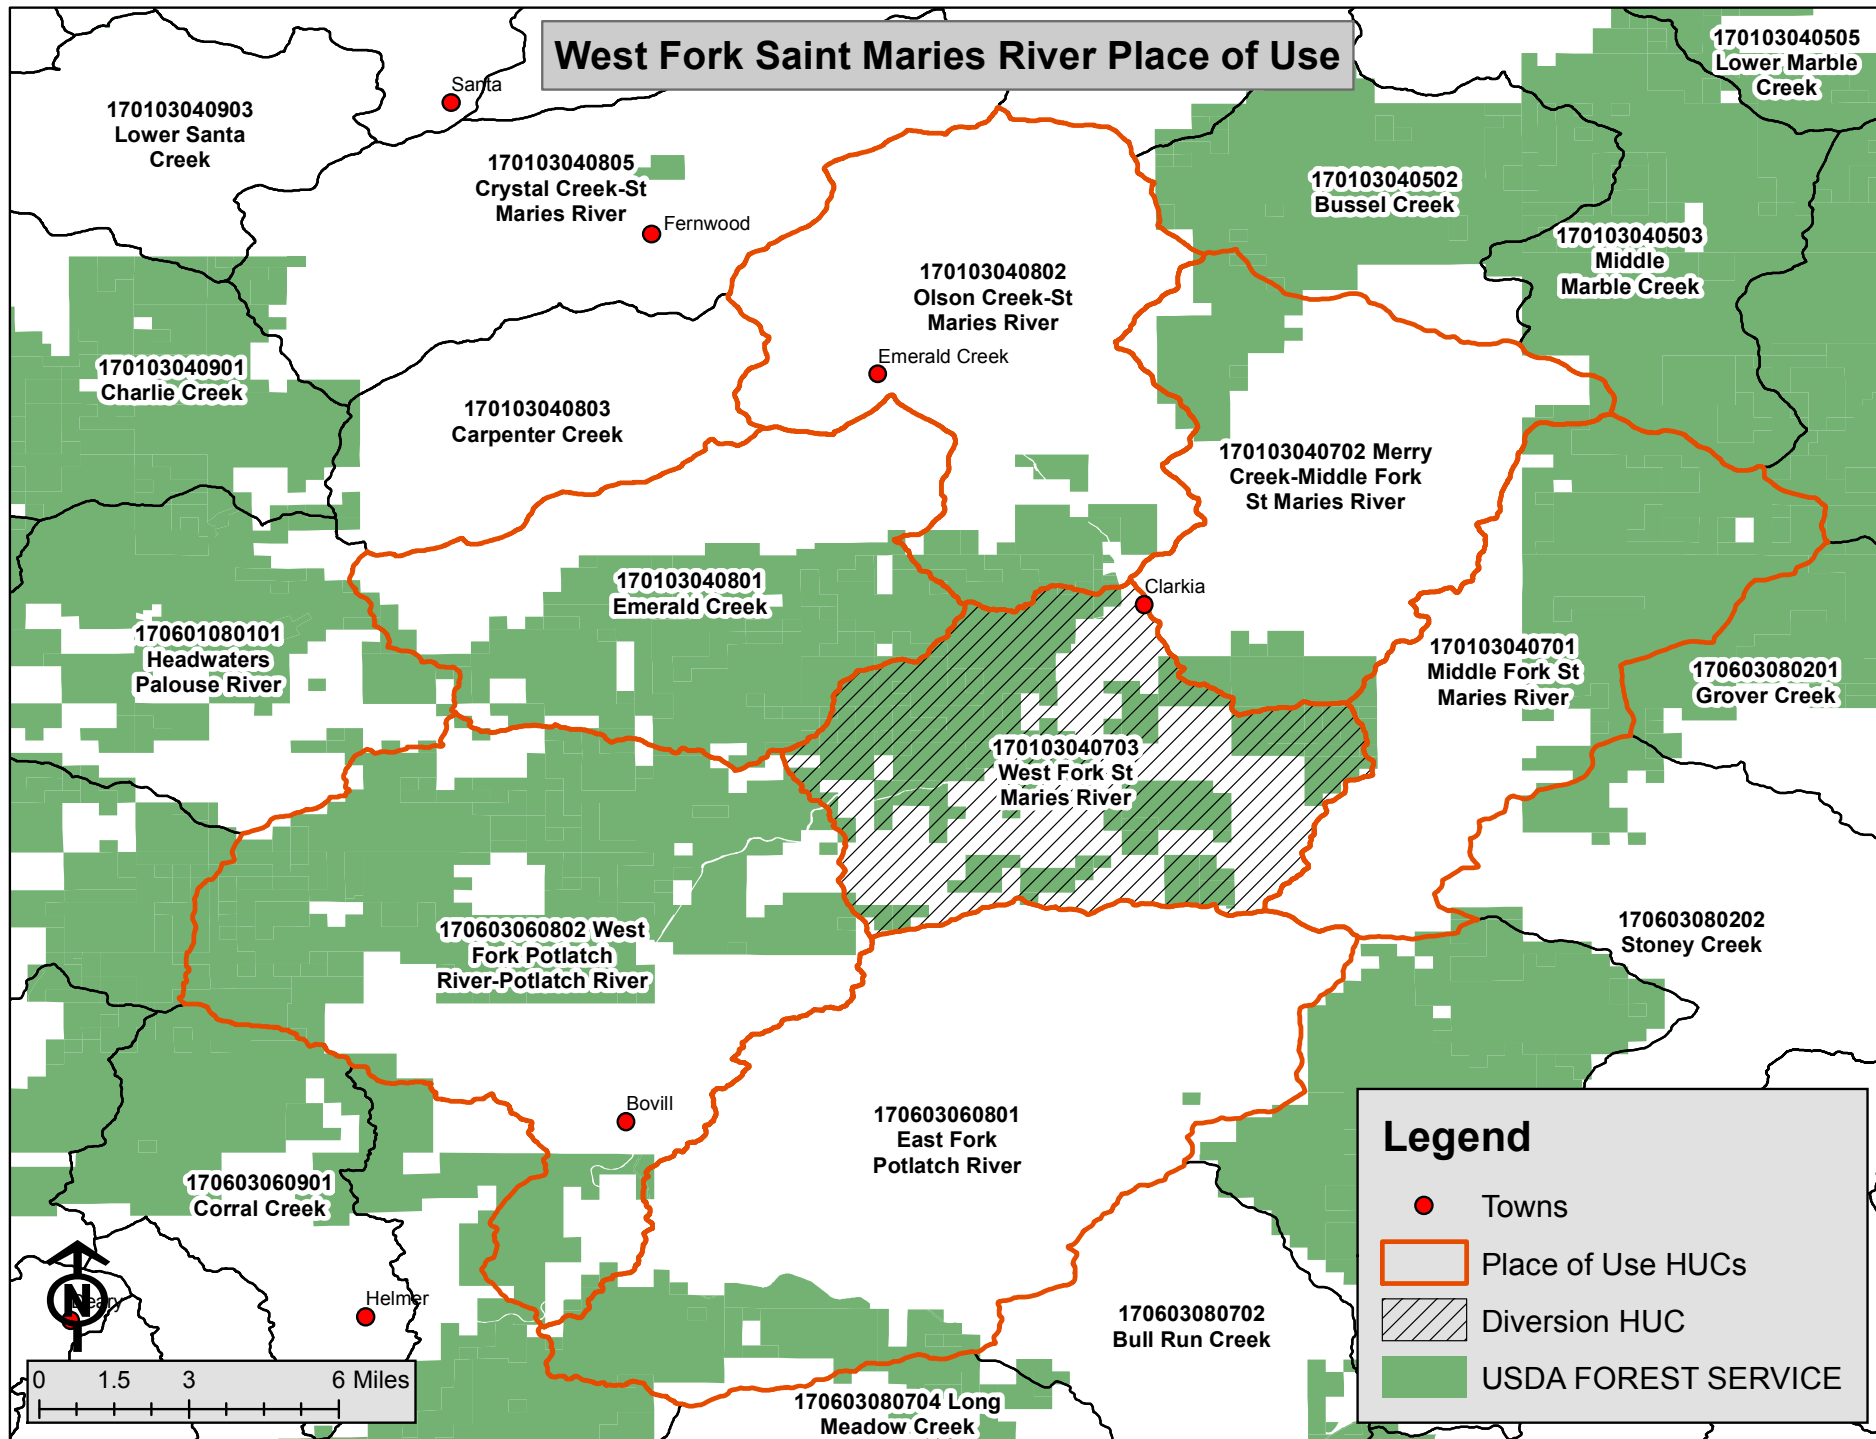 West Fork Saint Maries River Place of Use
170103040505
Lower Marble
Creek
Santa
170103040903
Lower Santa
Creek
170103040805
Crystal Creek-St
Maries River
Fernwood
170103040502
Bussel Creek
170103040503
Middle
Marble Creek
170103040802
Olson Creek-St
Maries River
Emerald Creek
170103040901
Charlie Creek
170103040803
Carpenter Creek
170103040702 Merry
Creek-Middle Fork
St Maries River
170103040801
Emerald Creek
Clarkia
170601080101
Headwaters
Palouse River
170103040701
Middle Fork St
Maries River
170603080201
Grover Creek
170103040703
West Fork St
Maries River
170603060802 West
Fork Potlatch
River-Potlatch River
170603080202
Stoney Creek
Bovill
170603060801
East Fork
Potlatch River
170603060901
Corral Creek
N
Deary
Helmer
170603080702
Bull Run Creek
170603080704 Long
Meadow Creek
0 1.5 3 6 Miles
Legend
Towns
Place of Use HUCs
Diversion HUC
USDA FOREST SERVICE